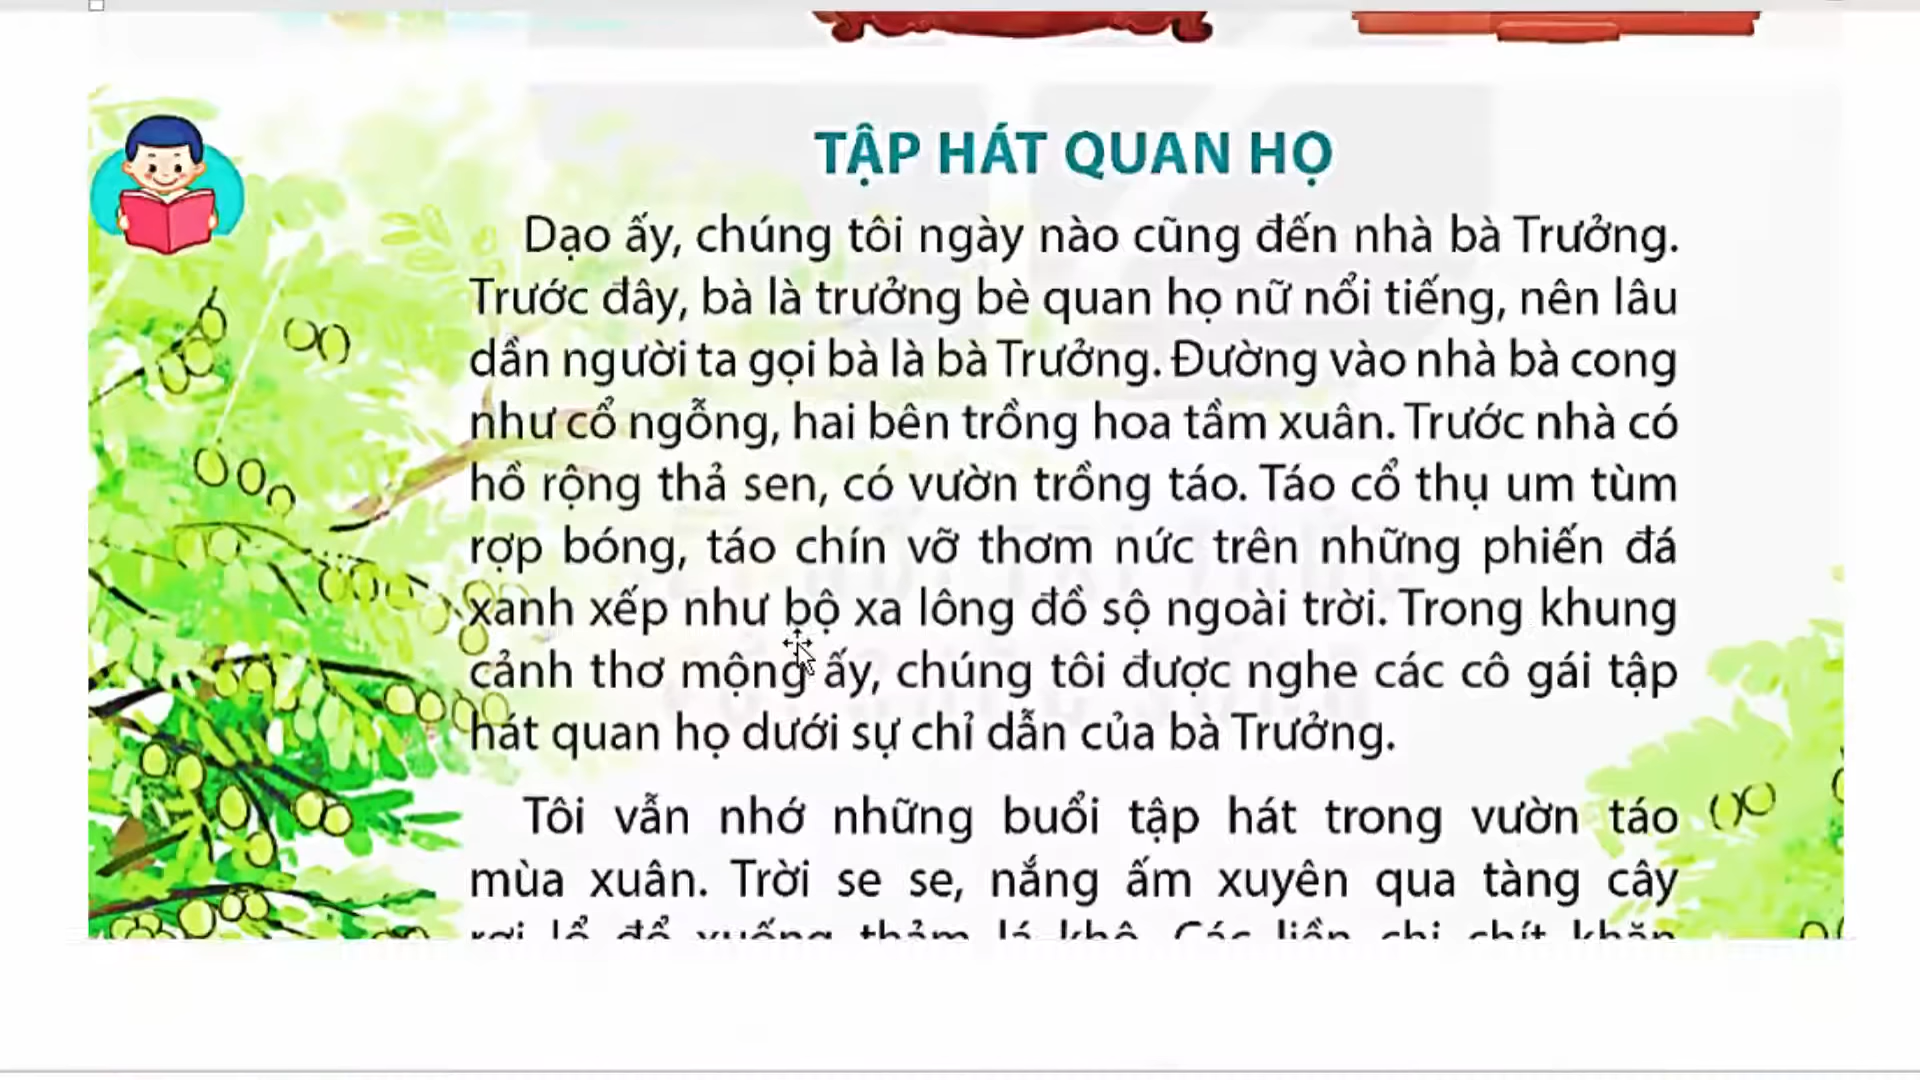 TẬP HÁT QUAN HỌ
Dạo ấy, chúng tôi ngày nào cũng đến nhà bà Trưởng.
Trước đây, bà là trưởng bè quan họ nữ nổi tiếng, nên lâu
dần người ta gọi bà là bà Trưởng. Đường vào nhà bà cong
như cổ ngỗng, hai bên trồng hoa tầm xuân. Trước nhà có
hồ rộng thả sen, có vườn trồng táo. Táo cổ thụ um tùm
rợp bóng, táo chín vỡ thơm nức trên những phiến đá
xanh xếp như bộ xa lông đồ sộ ngoài trời. Trong khung
cảnh thơ mộng ấy, chúng tôi được nghe các cô gái tập
hát quan họ dưới sự chỉ dẫn của bà Trưởng.
Tôi vẫn nhớ những buổi tập hát trong vườn táo
mùa xuân. Trời se se, nắng ấm xuyên qua tàng cây